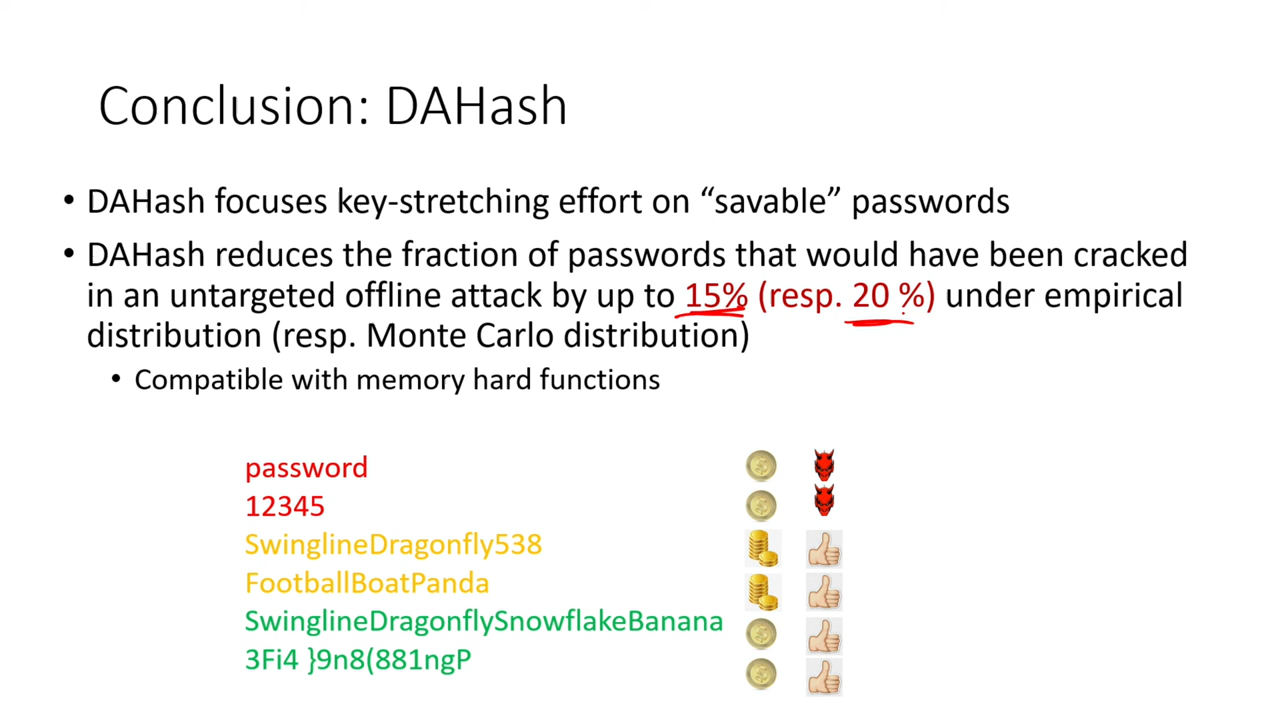 Conclusion: DAHash
• DAHash focuses key-stretching effort on “savable” passwords
• DAHash reduces the fraction of passwords that would have been cracked
in an untargeted offline attack by up to 15% (resp. 20 %) under empirical
distribution (resp. Monte Carlo distribution)
• Compatible with memory hard functions
password
12345
SwinglineDragonfly538
FootballBoatPanda
SwinglineDragonflySnowflakeBanana
3Fi4 }9n8(881ngP